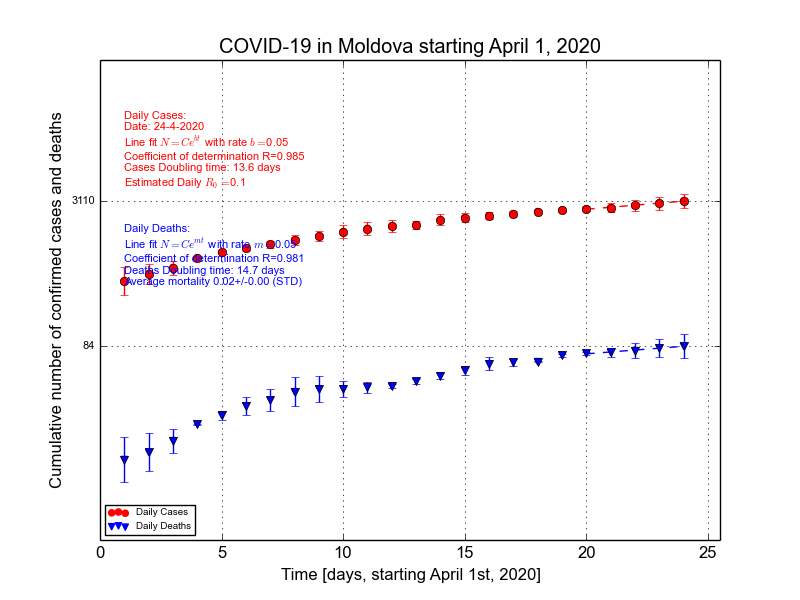 COVID-19 in Moldova starting April 1, 2020
Daily Cases:
Date: 24-4-2020
Line fit N = Ce^{bt} with rate b =0.05
Coefficient of determination R=0.985
Cases Doubling time: 13.6 days
Estimated Daily R_0 =0.1
3110
Daily Deaths:
Line fit N = Ce^{mt} with rate m =0.05
Coefficient of determination R=0.981
Deaths Doubling time: 14.7 days
Average mortality 0.02+/-0.00 (STD)
84
Cumulative number of confirmed cases and deaths
Daily Cases
Daily Deaths
0 5 10 15 20 25
Time [days, starting April 1st, 2020]